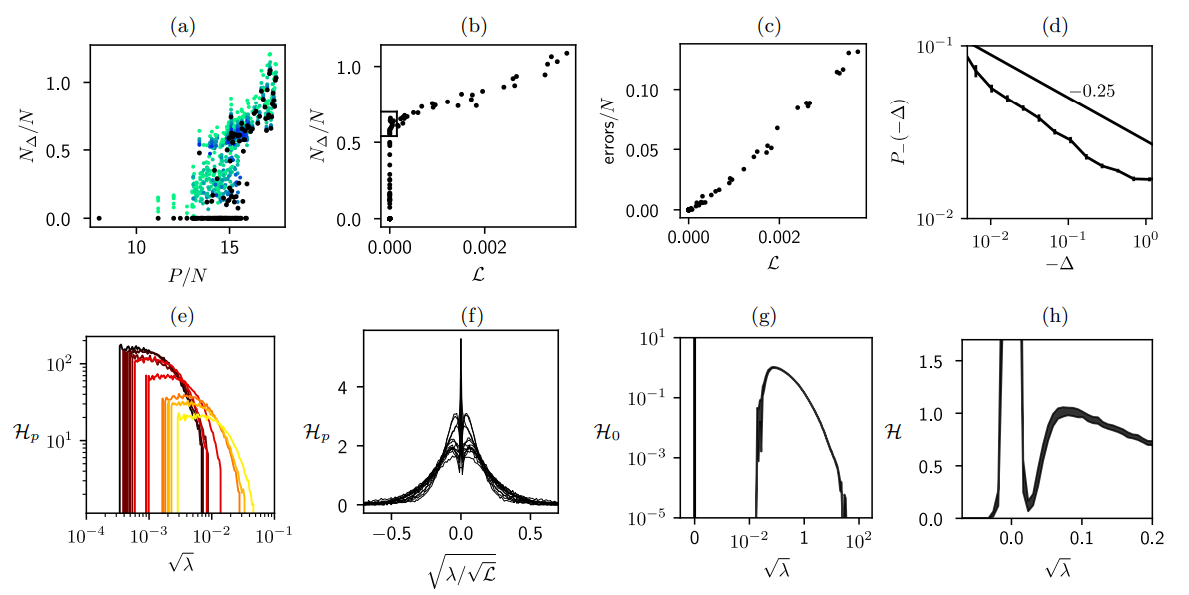 (a)
N_Δ/N
1.0
0.5
0.0
10
15
P/N
(b)
N_Δ/N
1.0
0.5
0.0
0.000
0.002
ℒ
(c)
errors/N
0.10
0.05
0.00
0.000
0.002
ℒ
(d)
P_−(−Δ)
10^{−1}
10^{−2}
−0.25
10^{−2}
10^{−1}
10^{0}
−Δ
(e)
ℋ_p
10^{2}
10^{1}
10^{−4}
10^{−3}
10^{−2}
10^{−1}
√λ
(f)
ℋ_p
4
2
0
−0.5
0.0
0.5
√(λ/√ℒ)
(g)
ℋ_0
10^{1}
10^{−1}
10^{−3}
10^{−5}
0
10^{−2}
1
10^{2}
√λ
(h)
ℋ
1.5
1.0
0.5
0.0
0.0
0.1
0.2
√λ